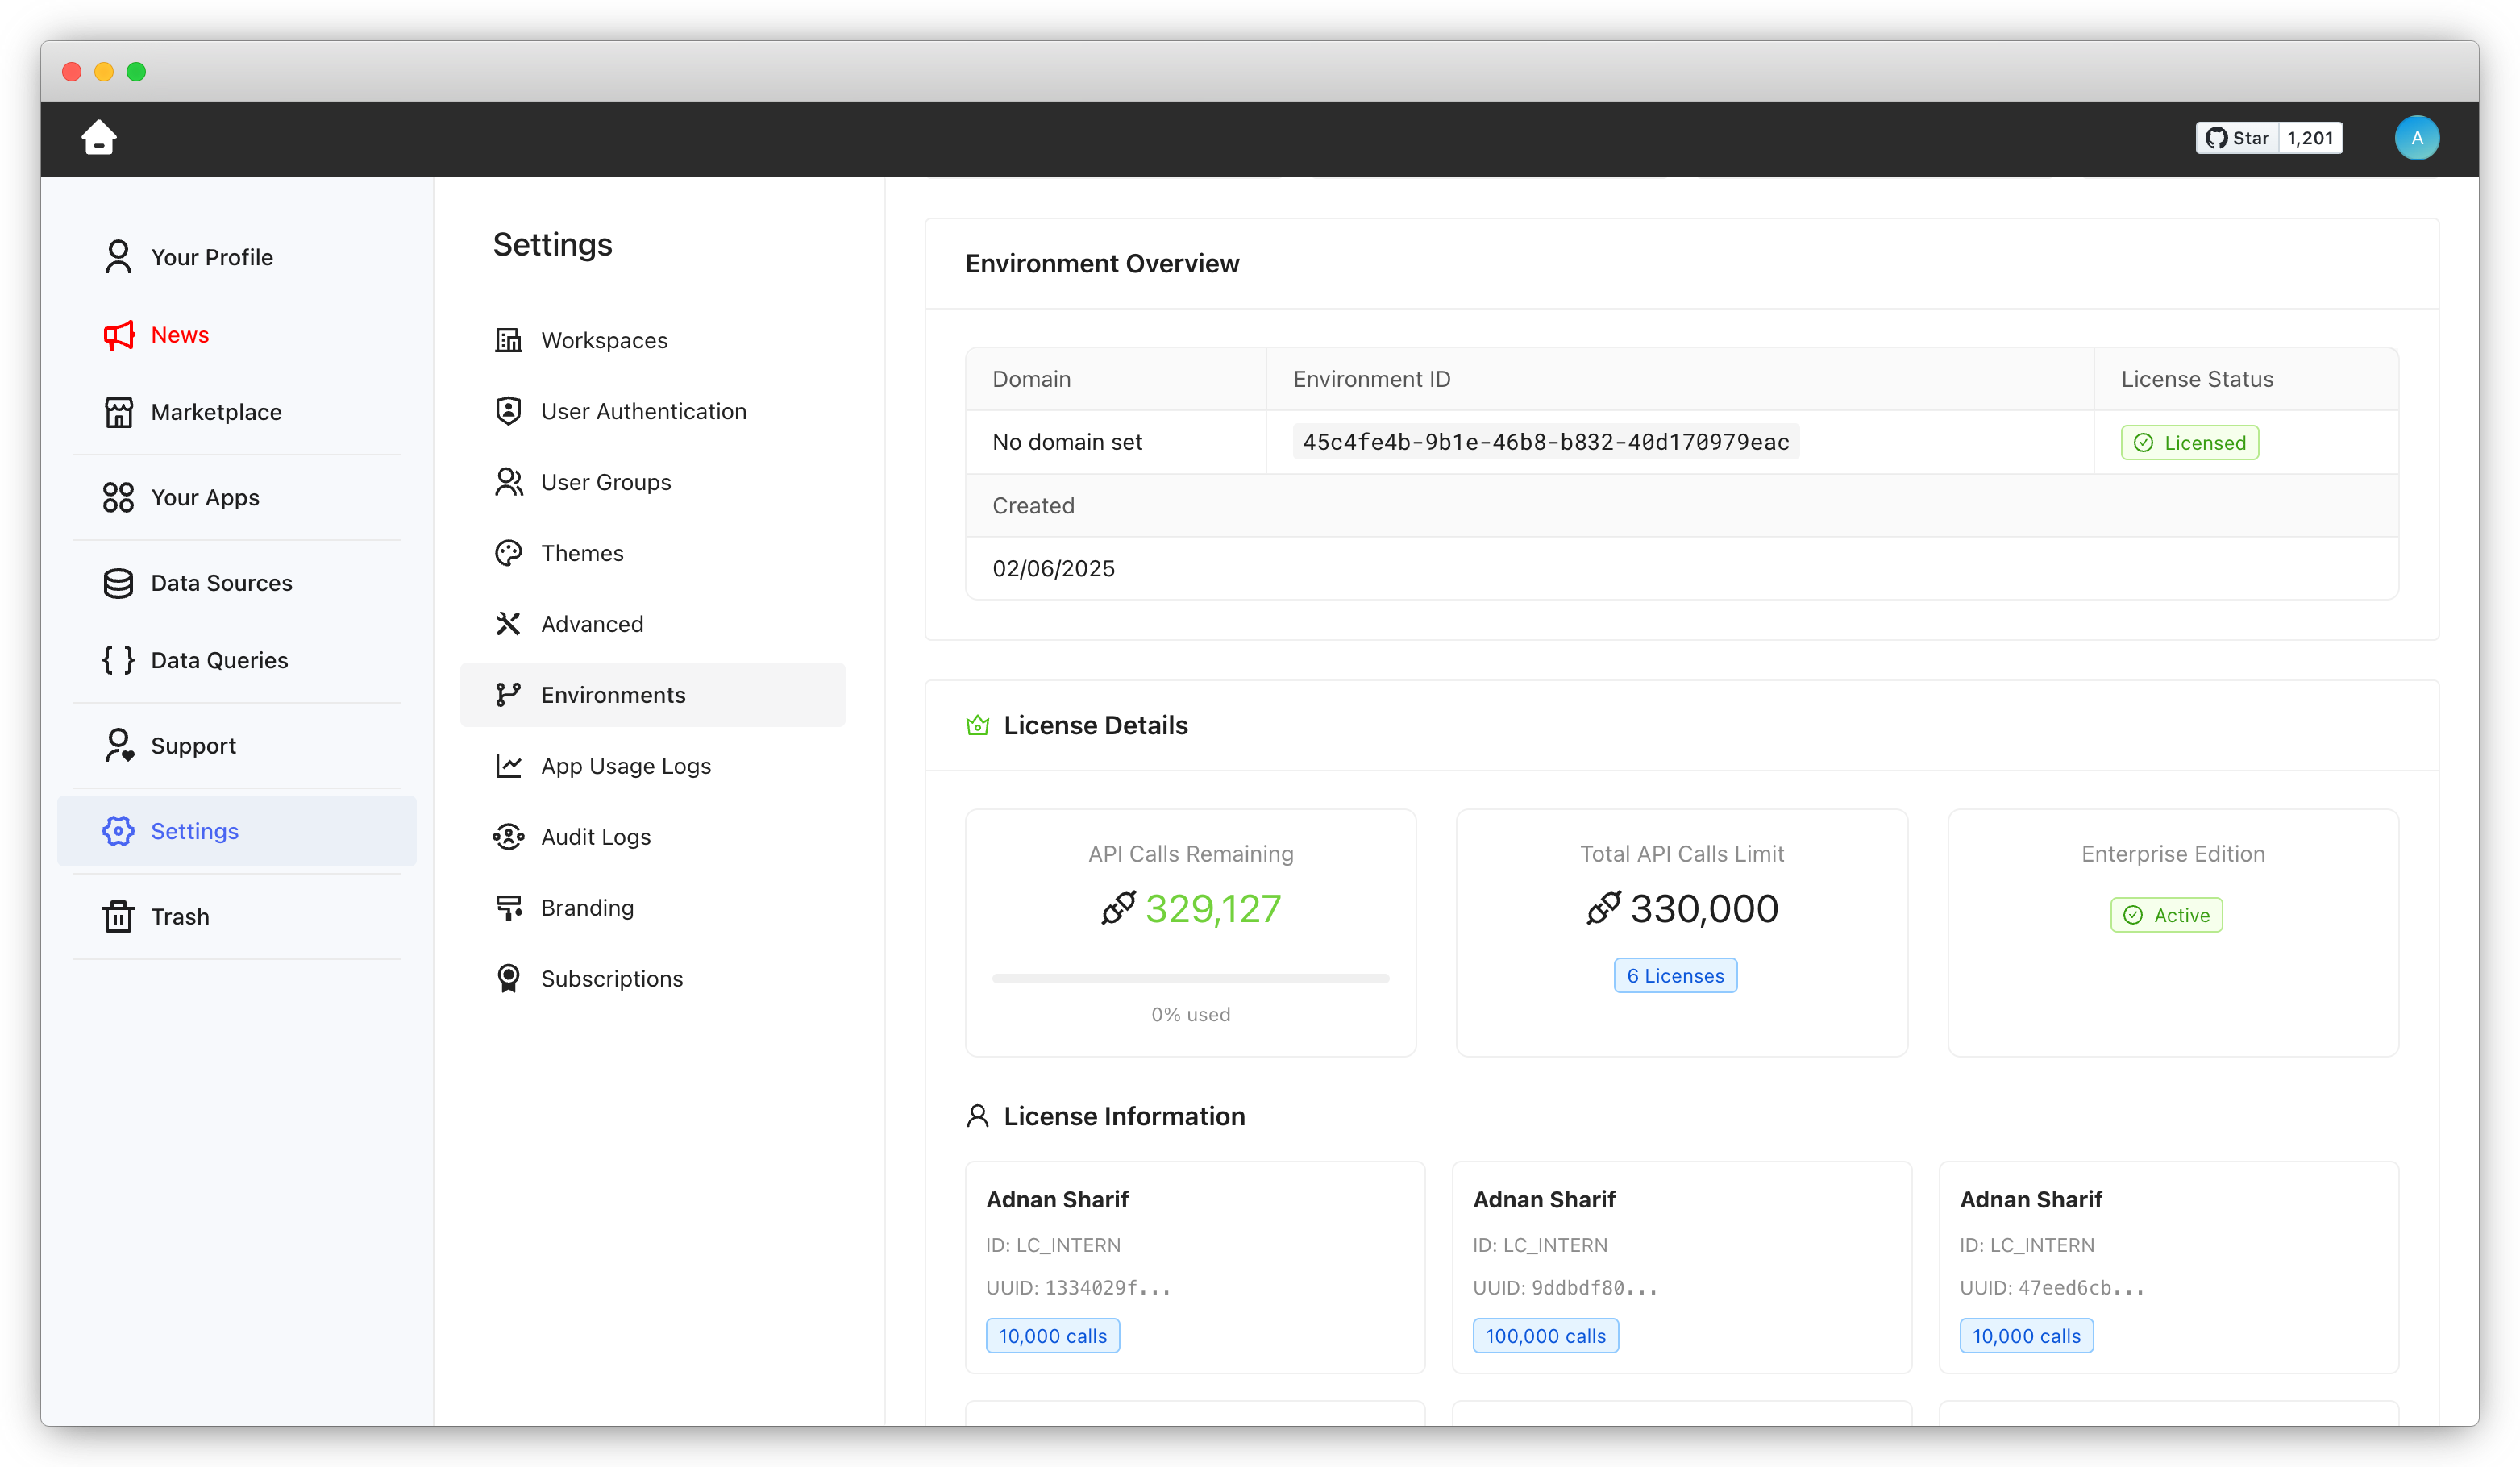 Star 1,201
A
Your Profile
News
Marketplace
Your Apps
Data Sources
Data Queries
Support
Settings
Trash
Settings
Workspaces
User Authentication
User Groups
Themes
Advanced
Environments
App Usage Logs
Audit Logs
Branding
Subscriptions
Environment Overview
Domain Environment ID License Status
No domain set 45c4fe4b-9b1e-46b8-b832-40d170979eac Licensed
Created
02/06/2025
License Details
API Calls Remaining
329,127
0% used
Total API Calls Limit
330,000
6 Licenses
Enterprise Edition
Active
License Information
Adnan Sharif
ID: LC_INTERN
UUID: 1334029f...
10,000 calls
Adnan Sharif
ID: LC_INTERN
UUID: 9ddbdf80...
100,000 calls
Adnan Sharif
ID: LC_INTERN
UUID: 47eed6cb...
10,000 calls